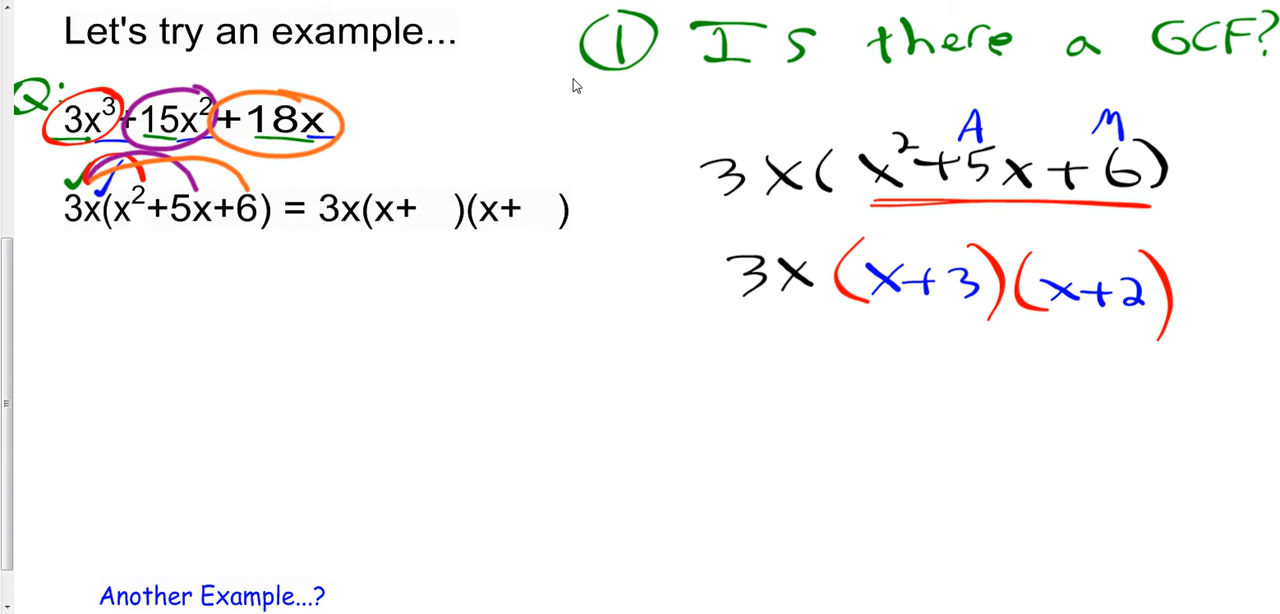 Let's try an example...
Q:
3x³+15x²+18x
3x(x²+5x+6) = 3x(x+   )(x+   )
① Is there a GCF?
A M
3x(x²+5x+6)
3x(x+3)(x+2)
Another Example...?